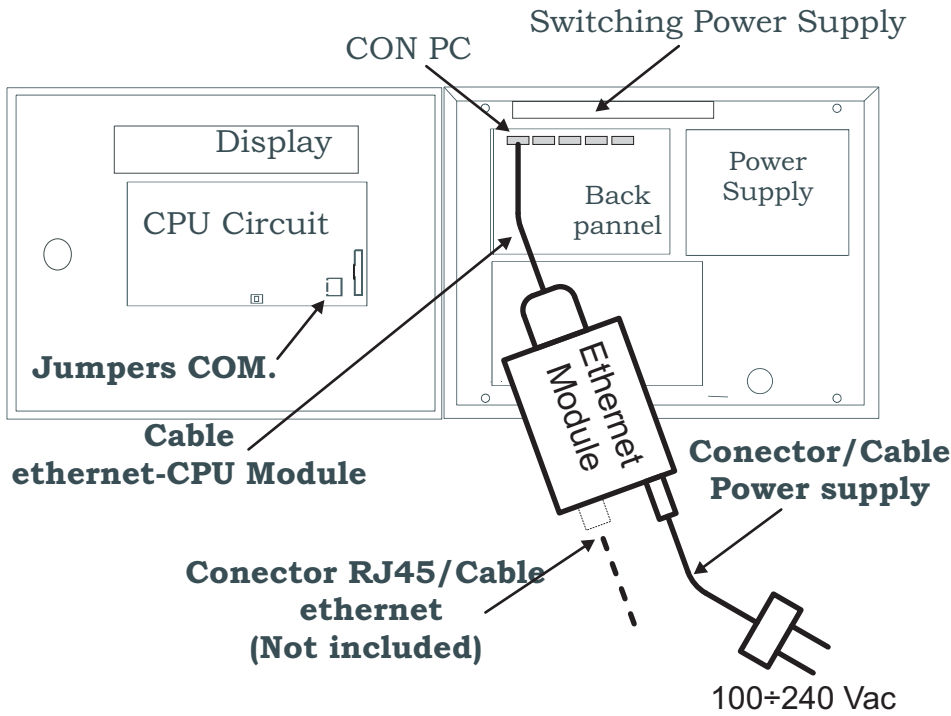 Switching Power Supply
CON PC
Display
CPU Circuit
Back
pannel
Power
Supply
Jumpers COM.
Ethernet
Module
Cable
ethernet-CPU Module
Conector/Cable
Power supply
Conector RJ45/Cable
ethernet
(Not included)
100÷240 Vac